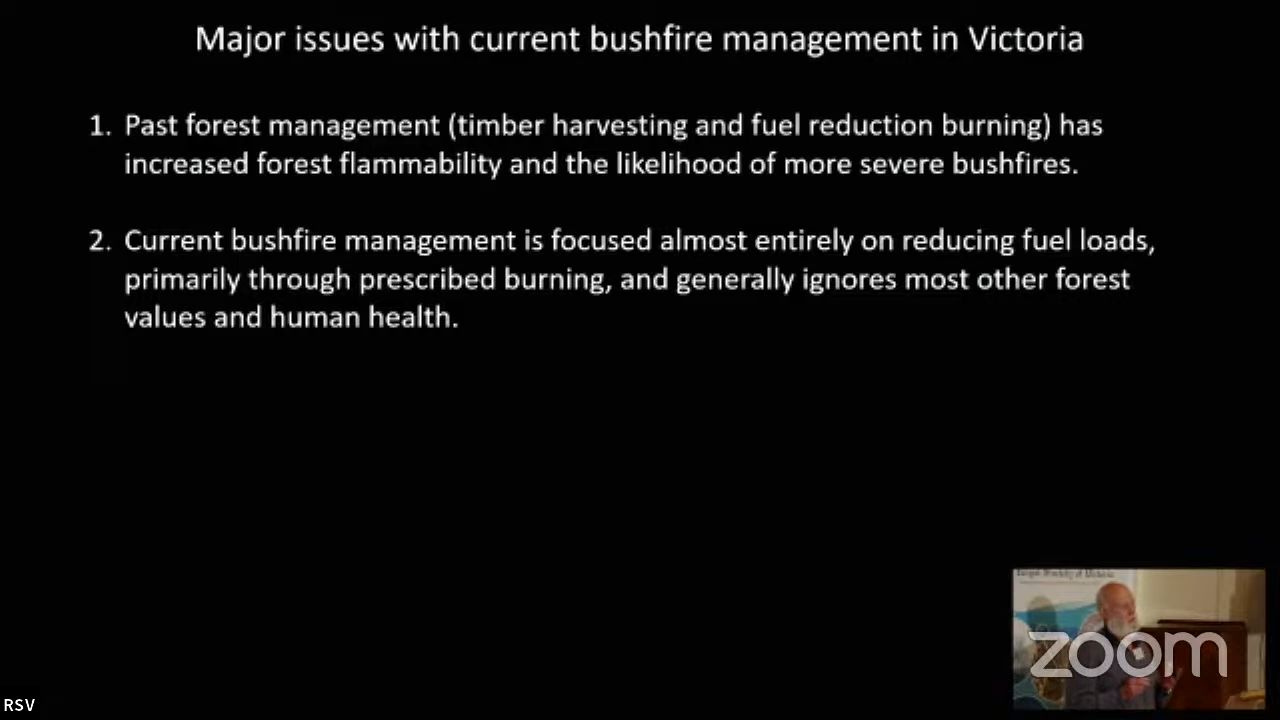 Major issues with current bushfire management in Victoria
1. Past forest management (timber harvesting and fuel reduction burning) has
increased forest flammability and the likelihood of more severe bushfires.
2. Current bushfire management is focused almost entirely on reducing fuel loads,
primarily through prescribed burning, and generally ignores most other forest
values and human health.
zoom
RSV